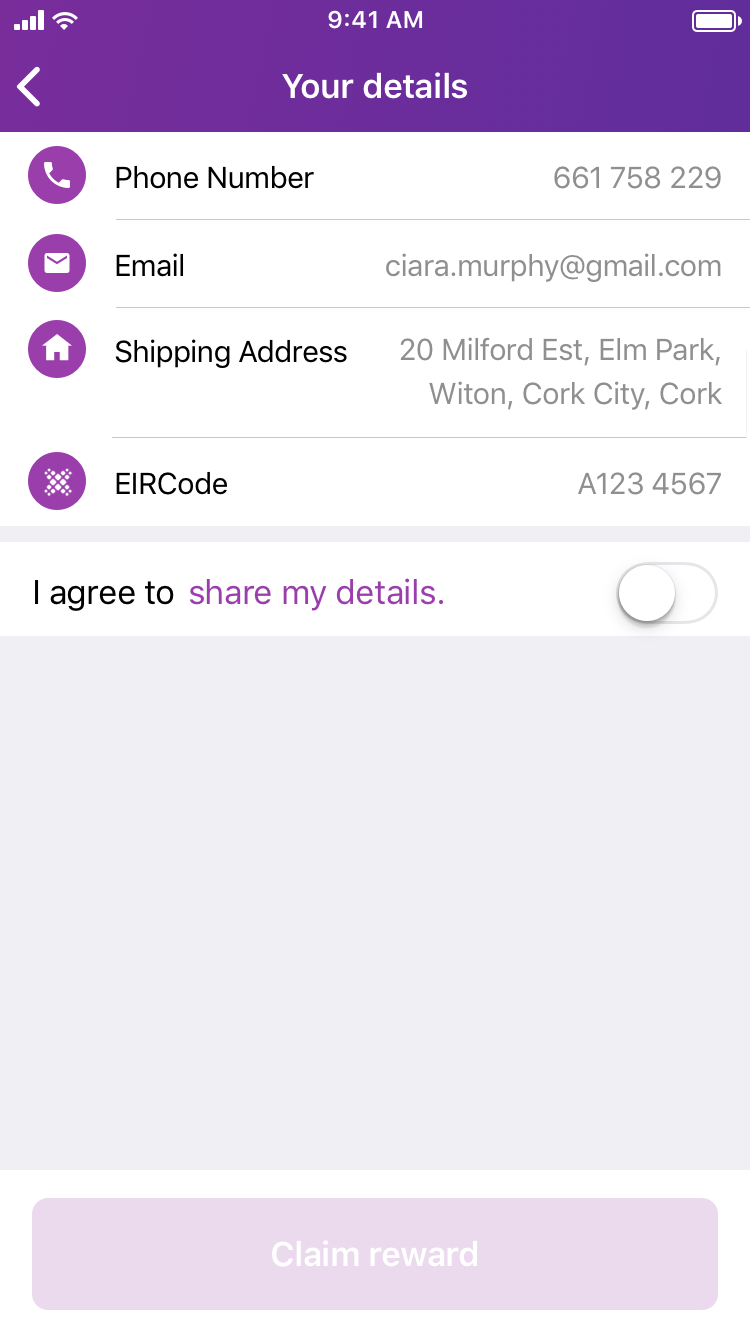 9:41 AM
Your details
Phone Number 661 758 229
Email ciara.murphy@gmail.com
Shipping Address 20 Milford Est, Elm Park,
Witon, Cork City, Cork
EIRCode A123 4567
I agree to share my details.
Claim reward